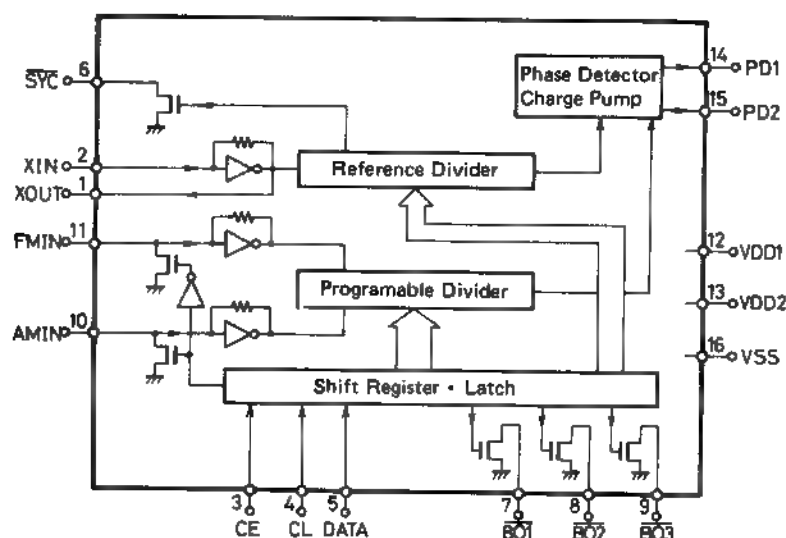 6
SYC
14
PD1
Phase Detector
Charge Pump
15
PD2
2
XIN
Reference Divider
1
XOUT
11
FMIN
12
VDD1
Programable Divider
13
VDD2
10
AMIN
16
VSS
Shift Register • Latch
3 4 5 7 8 9
CE CL DATA BO1 BO2 BO3